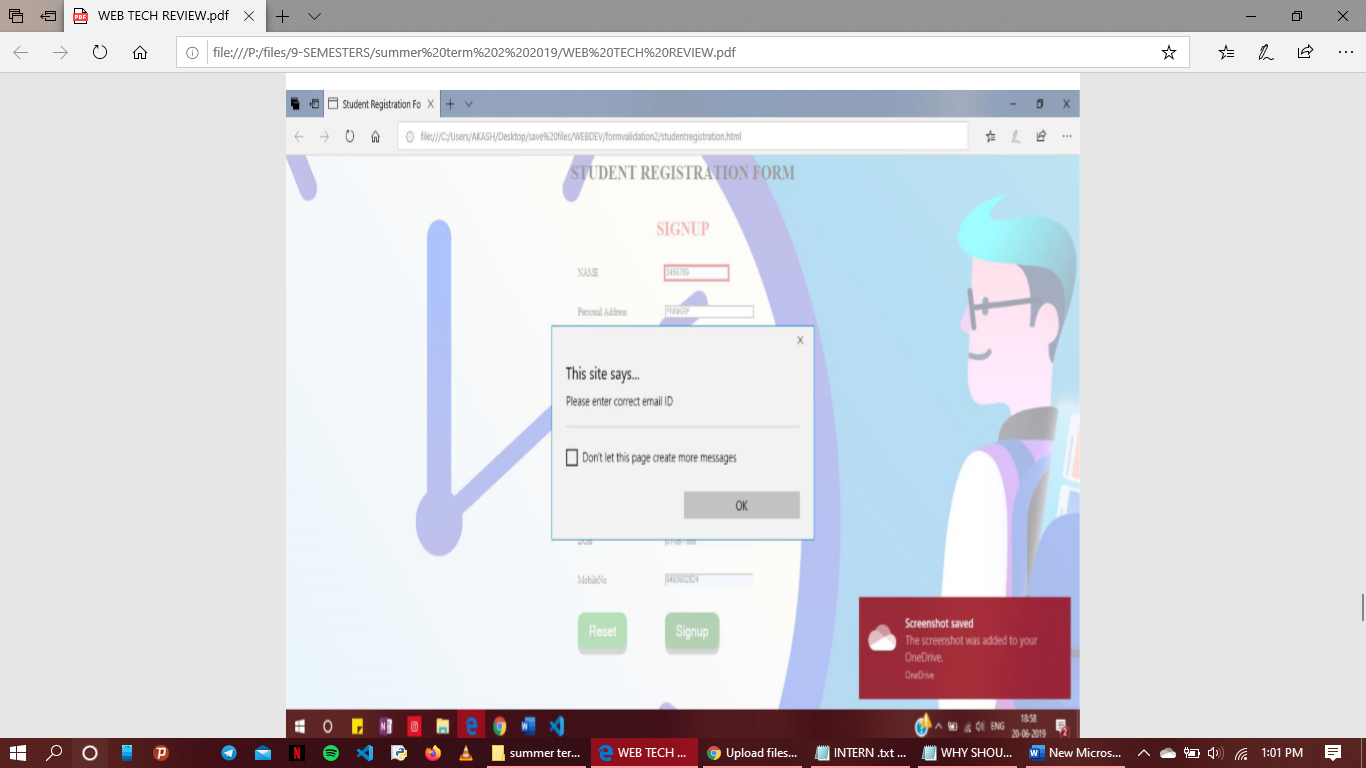 WEB TECH REVIEW.pdf
file:///P:/files/9-SEMESTERS/summer%20term%202%202019/WEB%20TECH%20REVIEW.pdf
Student Registration Fo
file:///C:/Users/AKASH/Desktop/save%20files/WEBDEV/formvalidation2/studentregistration.html
STUDENT REGISTRATION FORM
SIGNUP
NAME 3456789
Personal Address PNNKRF
This site says...
Please enter correct email ID
Don't let this page create more messages
OK
DOB
MobileNo 9493902824
Reset Signup
Screenshot saved
The screenshot was added to your
OneDrive.
OneDrive
ENG 18:58
20-06-2019
summer ter... WEB TECH ... Upload files... INTERN .txt ... WHY SHOU... New Micros... 1:01 PM